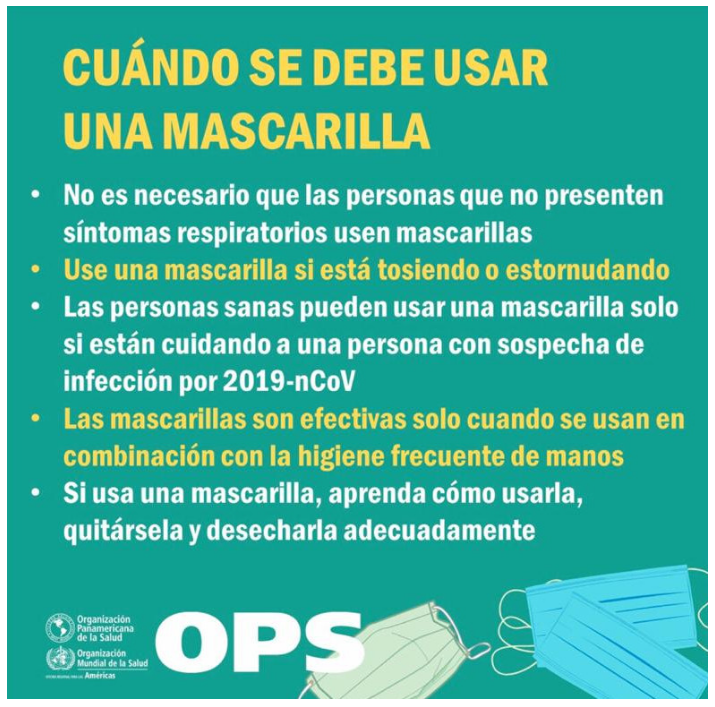 CUÁNDO SE DEBE USAR
UNA MASCARILLA
• No es necesario que las personas que no presenten
síntomas respiratorios usen mascarillas
• Use una mascarilla si está tosiendo o estornudando
• Las personas sanas pueden usar una mascarilla solo
si están cuidando a una persona con sospecha de
infección por 2019-nCoV
• Las mascarillas son efectivas solo cuando se usan en
combinación con la higiene frecuente de manos
• Si usa una mascarilla, aprenda cómo usarla,
quitársela y desecharla adecuadamente
Organización
Panamericana
de la Salud
Organización
Mundial de la Salud
Américas
OPS